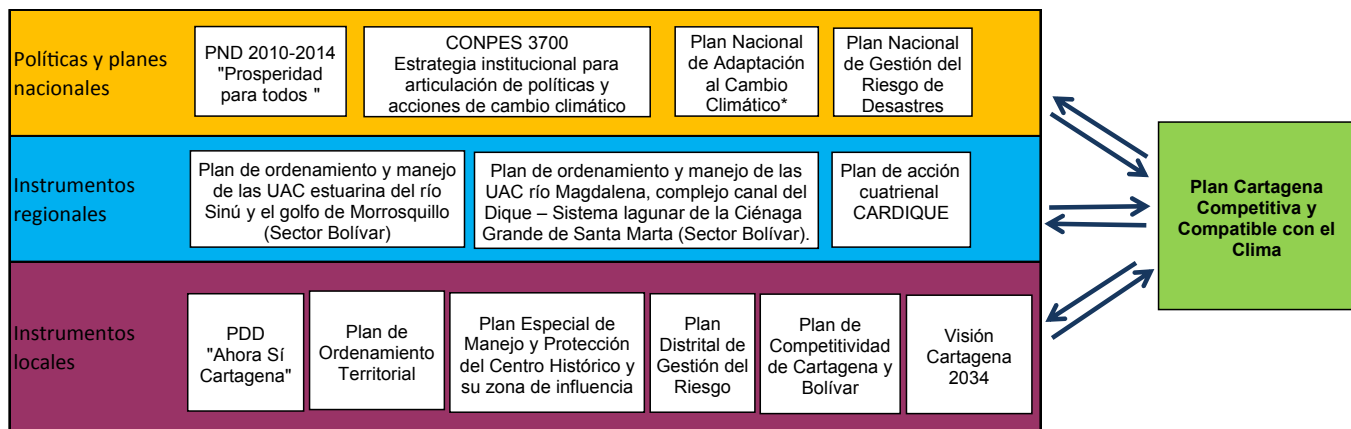 Políticas y planes
nacionales
PND 2010-2014
"Prosperidad
para todos "
CONPES 3700
Estrategia institucional para
articulación de políticas y
acciones de cambio climático
Plan Nacional
de Adaptación
al Cambio
Climático*
Plan Nacional
de Gestión del
Riesgo de
Desastres
Instrumentos
regionales
Plan de ordenamiento y manejo
de las UAC estuarina del río
Sinú y el golfo de Morrosquillo
(Sector Bolívar)
Plan de ordenamiento y manejo de las
UAC río Magdalena, complejo canal del
Dique – Sistema lagunar de la Ciénaga
Grande de Santa Marta (Sector Bolívar).
Plan de acción
cuatrienal
CARDIQUE
Instrumentos
locales
PDD
"Ahora Sí
Cartagena"
Plan de
Ordenamiento
Territorial
Plan Especial de
Manejo y Protección
del Centro Histórico y
su zona de influencia
Plan
Distrital de
Gestión del
Riesgo
Plan de
Competitividad
de Cartagena y
Bolívar
Visión
Cartagena
2034
Plan Cartagena
Competitiva y
Compatible con el
Clima